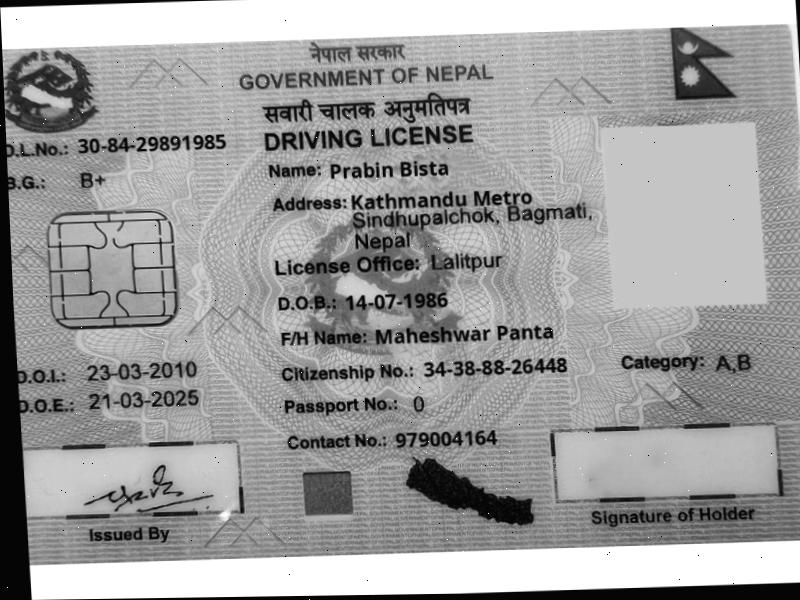 नेपाल सरकार
GOVERNMENT OF NEPAL
सवारी चालक अनुमतिपत्र
DRIVING LICENSE
D.L.No.: 30-84-29891985
B.G.: B+
Name: Prabin Bista
Address: Kathmandu Metro
Sindhupalchok, Bagmati,
Nepal
License Office: Lalitpur
D.O.B.: 14-07-1986
F/H Name: Maheshwar Panta
Citizenship No.: 34-38-88-26448
Category: A,B
D.O.I.: 23-03-2010
D.O.E.: 21-03-2025
Passport No.: 0
Contact No.: 979004164
Issued By
Signature of Holder